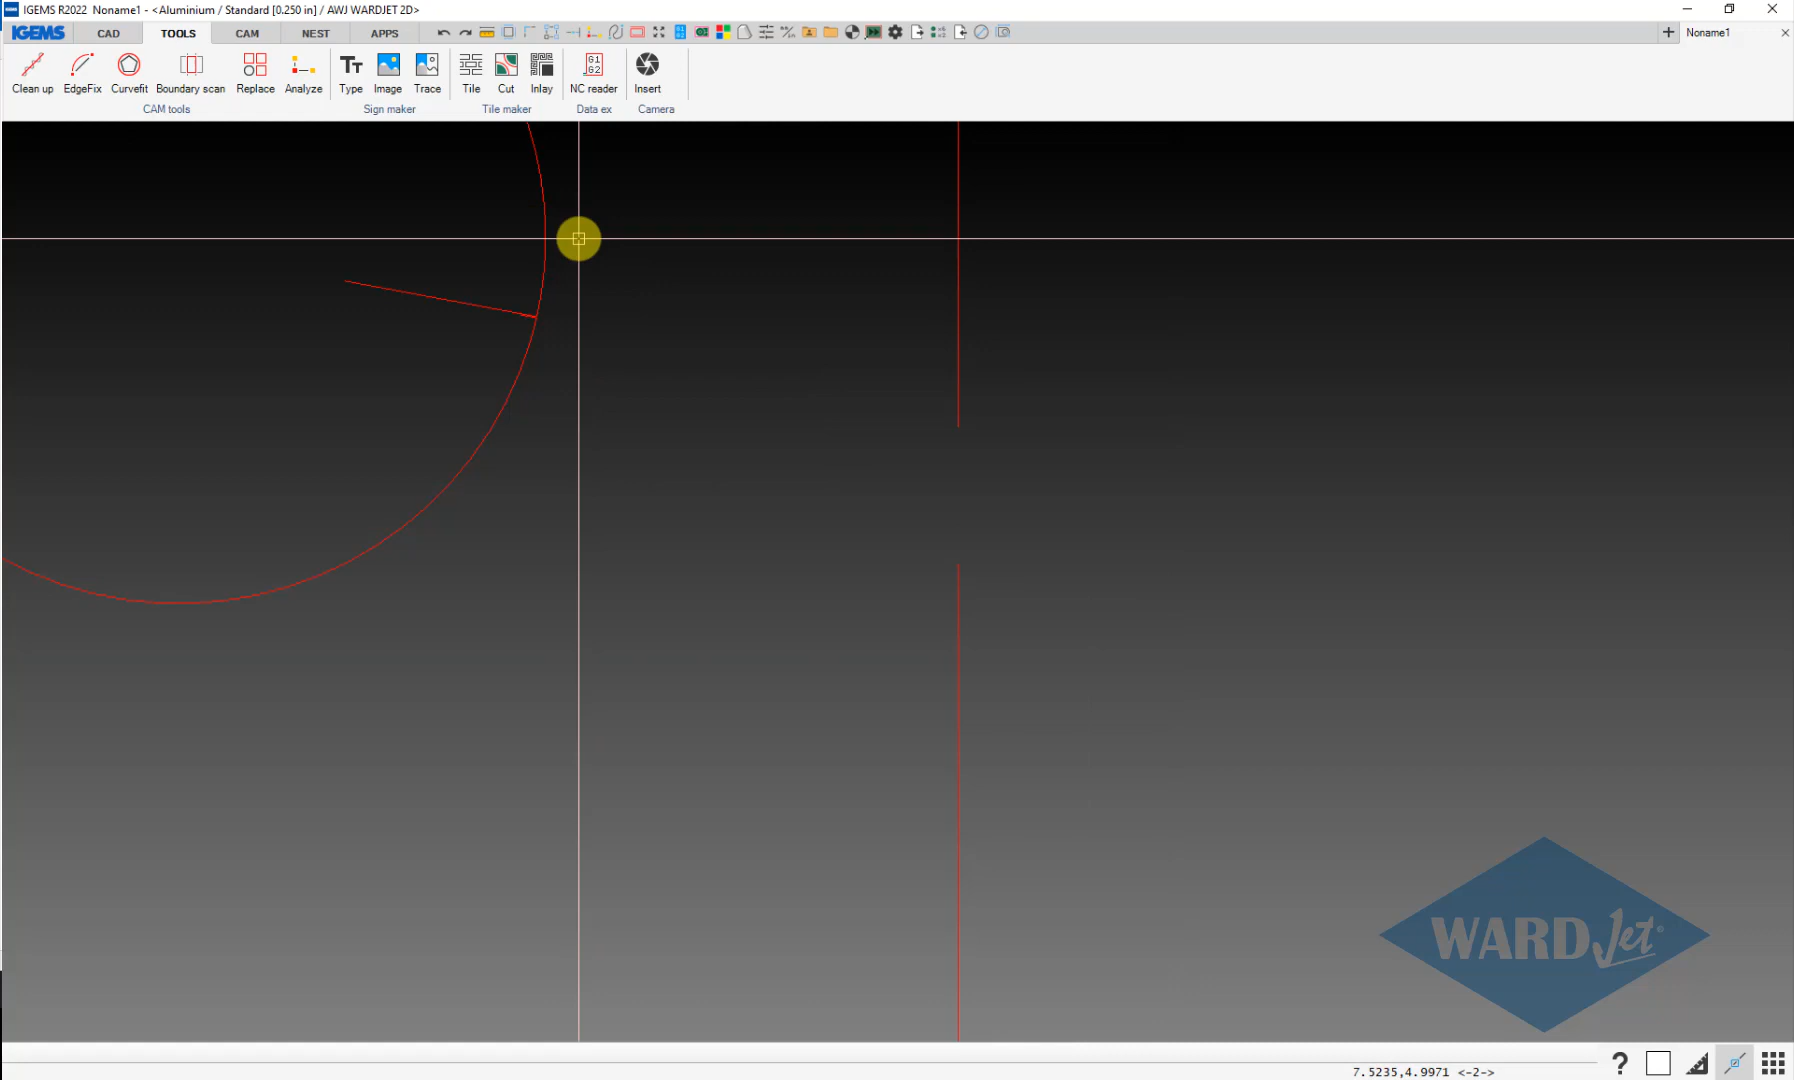 IGEMS R2022 Noname1 - <Aluminium / Standard [0.250 in] / AWJ WARDJET 2D>
IGEMS CAD TOOLS CAM NEST APPS Noname1
Clean up EdgeFix Curvefit Boundary scan Replace Analyze Type Image Trace Tile Cut Inlay NC reader Insert
CAM tools Sign maker Tile maker Data ex Camera
WARDJet®
7.5235,4.9971 <-2->